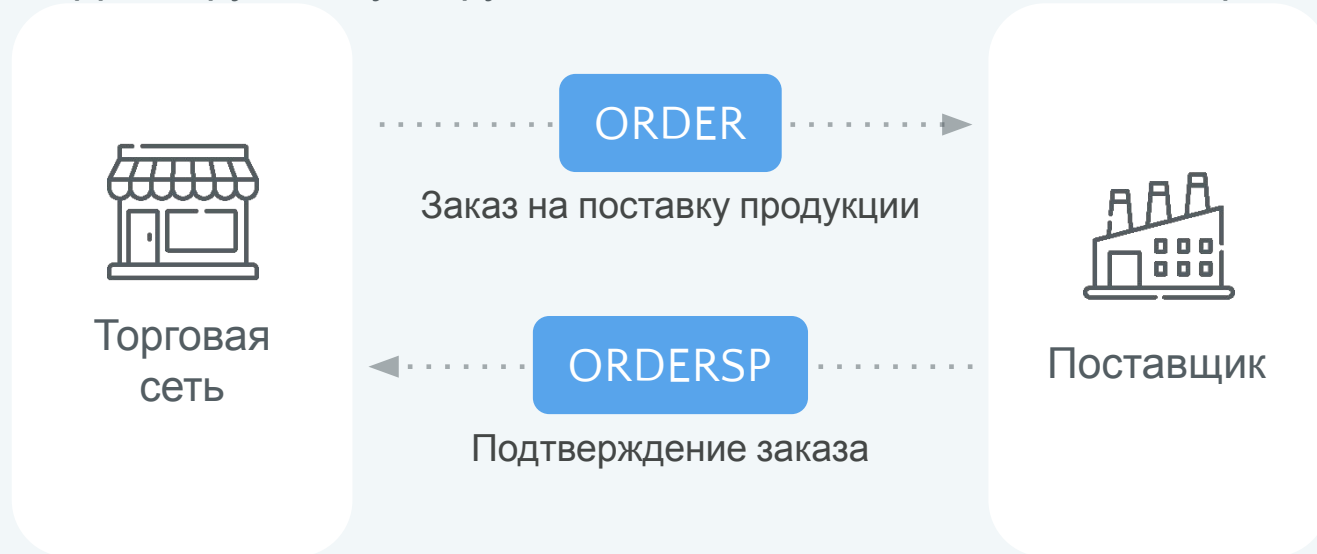 ORDER
Заказ на поставку продукции
Торговая
сеть
ORDERSP
Поставщик
Подтверждение заказа